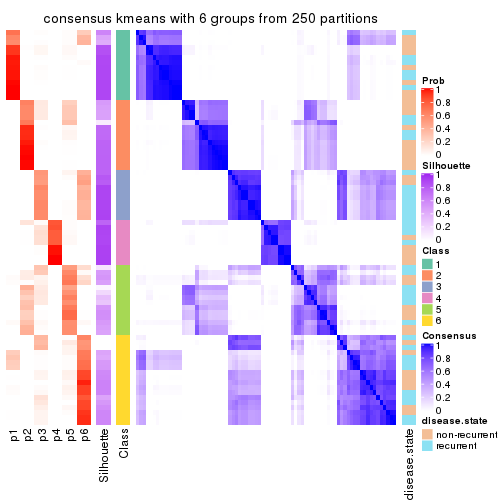 consensus kmeans with 6 groups from 250 partitions
Prob
1
0.8
0.6
0.4
0.2
0
Silhouette
1
0.8
0.6
0.4
0.2
0
Class
1
2
3
4
5
6
Consensus
1
0.8
0.6
0.4
0.2
0
disease.state
non-recurrent
recurrent
p1
p2
p3
p4
p5
p6
Silhouette
Class
disease.state